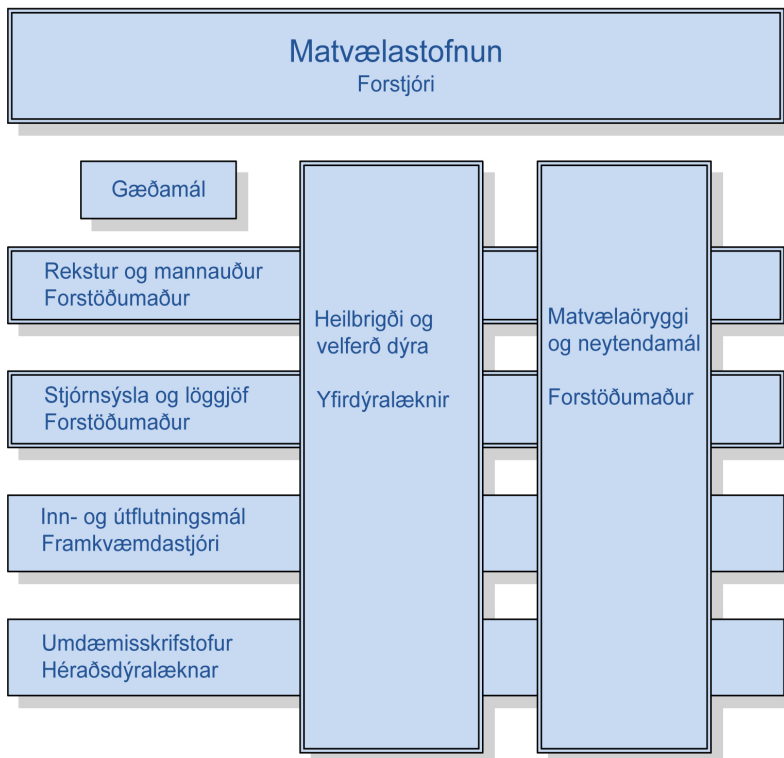 Matvælastofnun
Forstjóri
Gæðamál
Rekstur og mannauður
Forstöðumaður
Stjórnsýsla og löggjöf
Forstöðumaður
Inn- og útflutningsmál
Framkvæmdastjóri
Umdæmisskrifstofur
Héraðsdýralæknar
Heilbrigði og
velferð dýra
Yfirdýralæknir
Matvælaöryggi
og neytendamál
Forstöðumaður